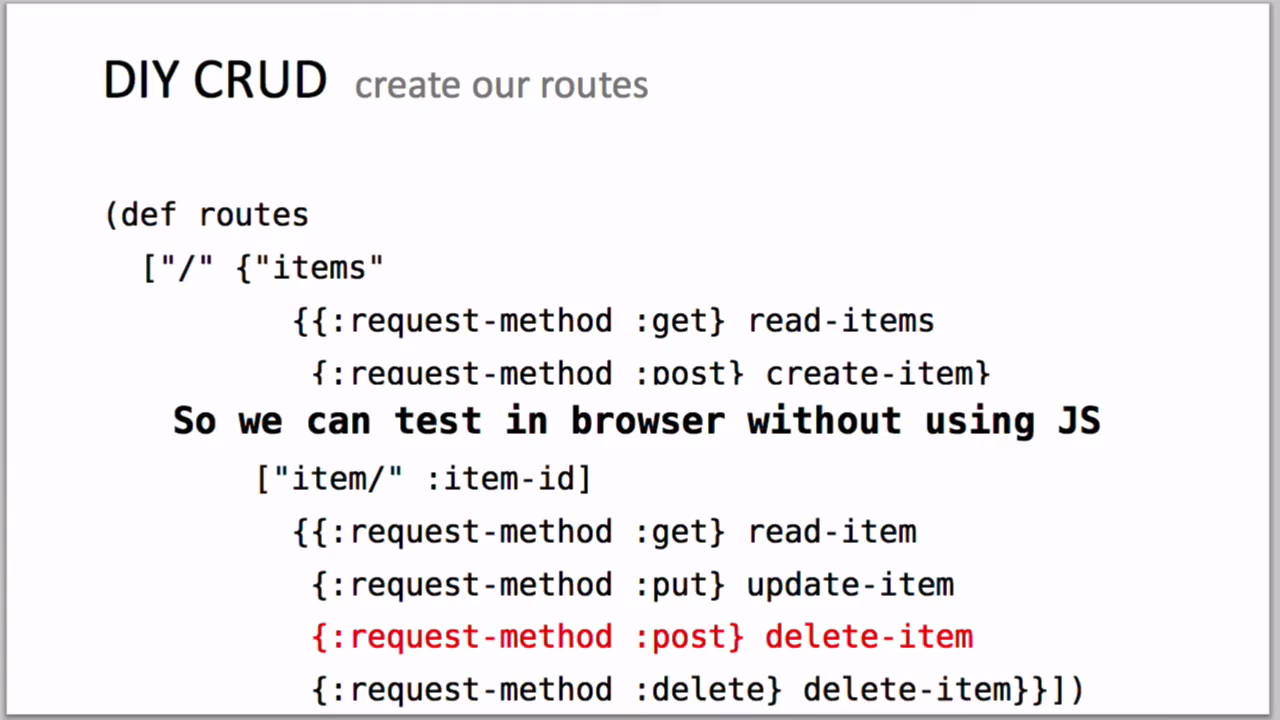 DIY CRUD create our routes
(def routes
["/" {"items"
{{:request-method :get} read-items
{:request-method :post} create-item}
So we can test in browser without using JS
["item/" :item-id]
{{:request-method :get} read-item
{:request-method :put} update-item
{:request-method :post} delete-item
{:request-method :delete} delete-item}}])